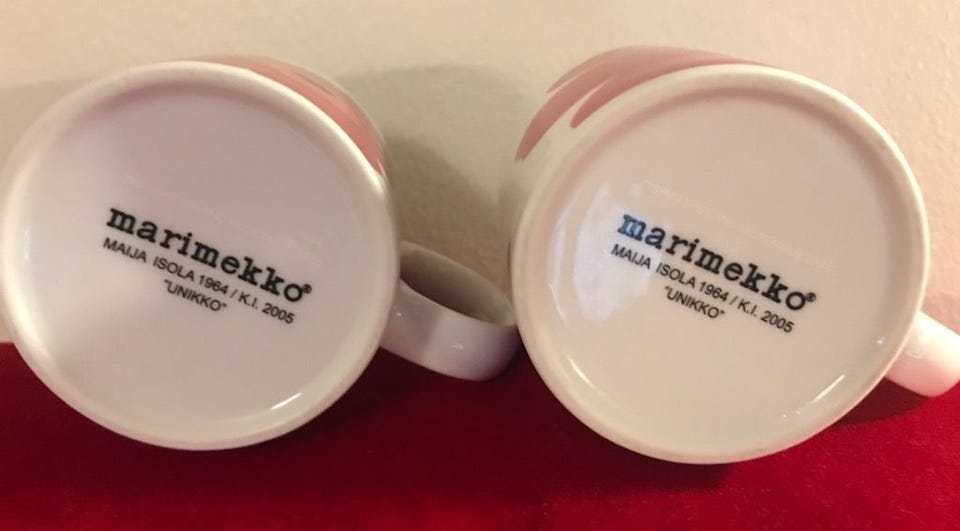 marimekko®
MAIJA ISOLA 1964 / K.I. 2005
"UNIKKO"
marimekko®
MAIJA ISOLA 1964 / K.I. 2005
"UNIKKO"